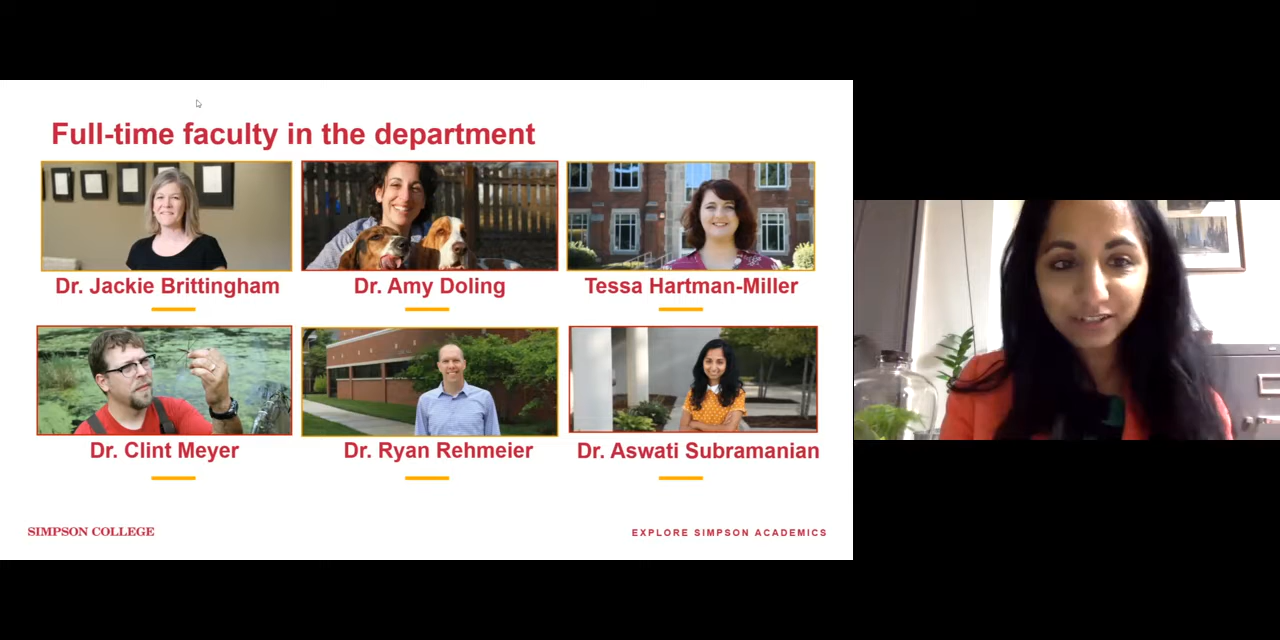 Full-time faculty in the department
Dr. Jackie Brittingham
Dr. Amy Doling
Tessa Hartman-Miller
Dr. Clint Meyer
Dr. Ryan Rehmeier
Dr. Aswati Subramanian
SIMPSON COLLEGE
EXPLORE SIMPSON ACADEMICS